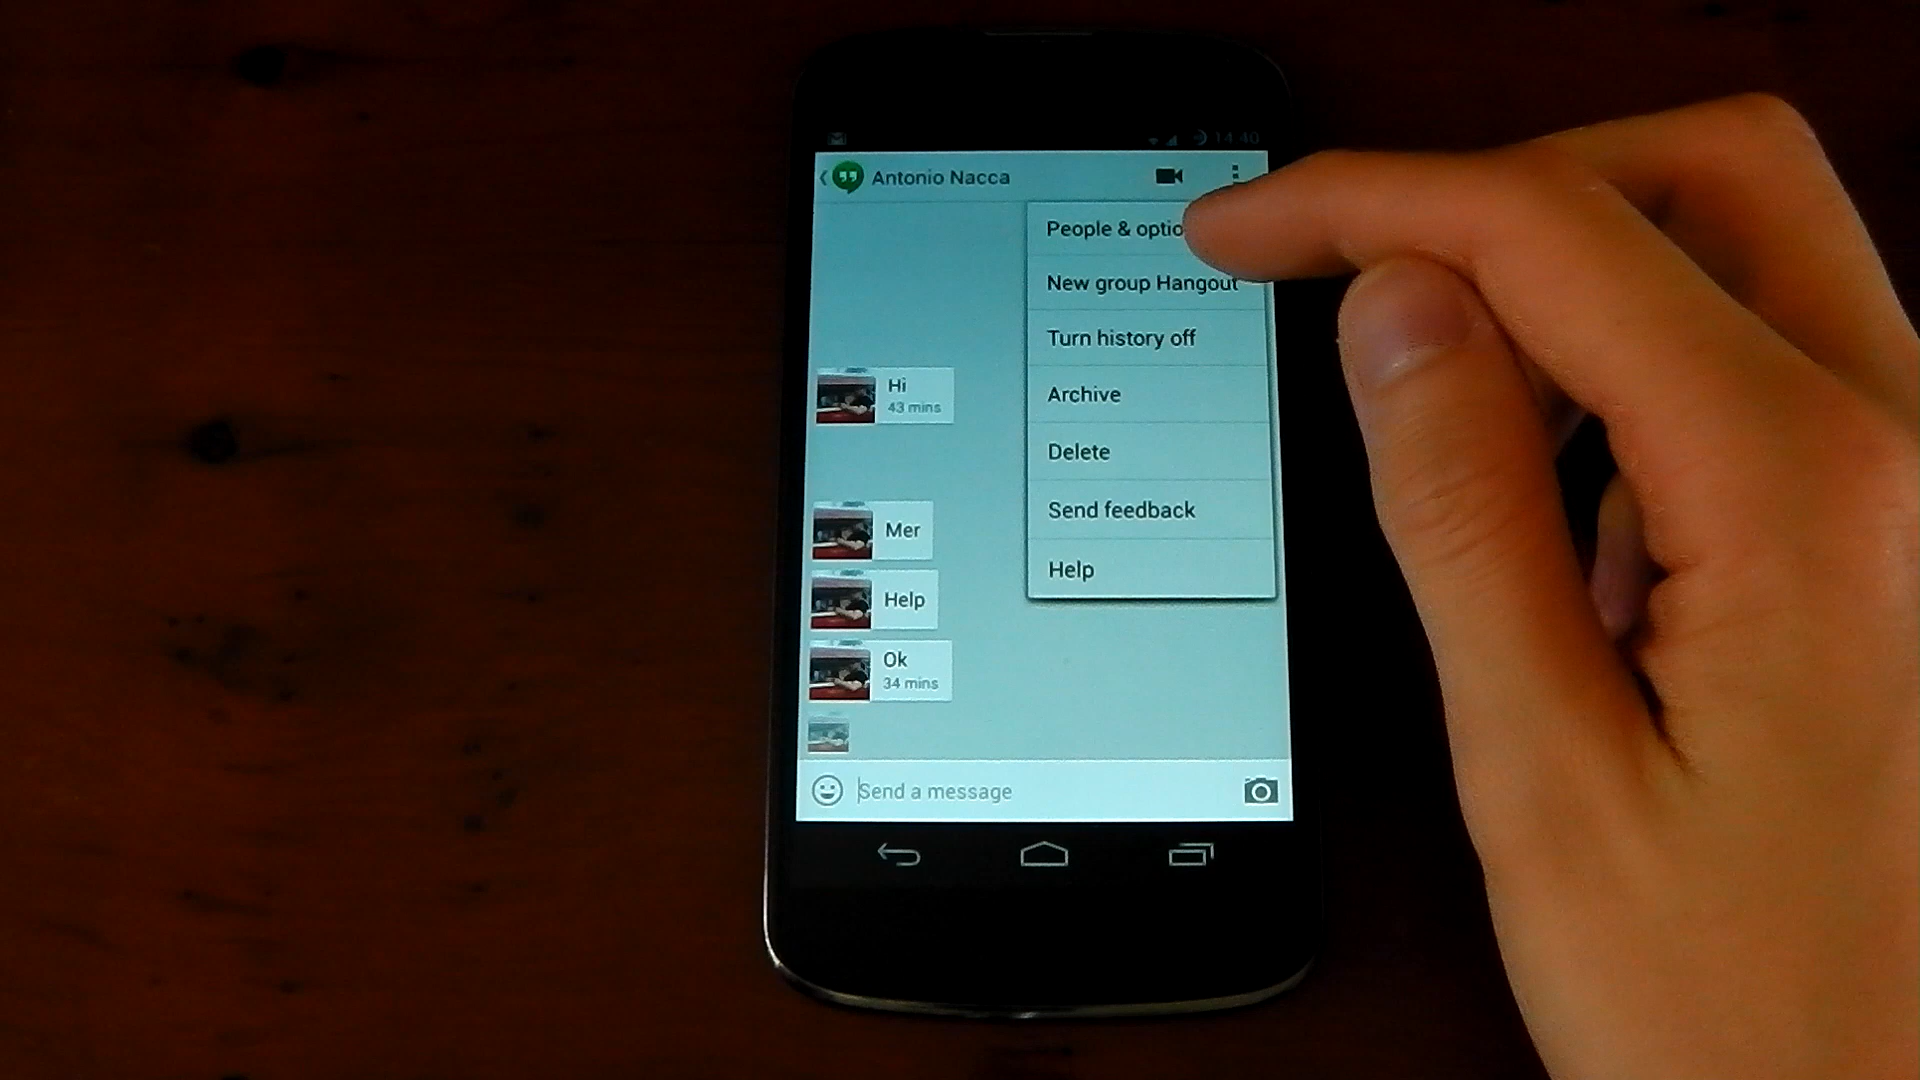 14:40
Antonio Nacca
People & optio
New group Hangout
Turn history off
Hi
43 mins
Archive
Delete
Send feedback
Mer
Help
Help
Ok
34 mins
Send a message